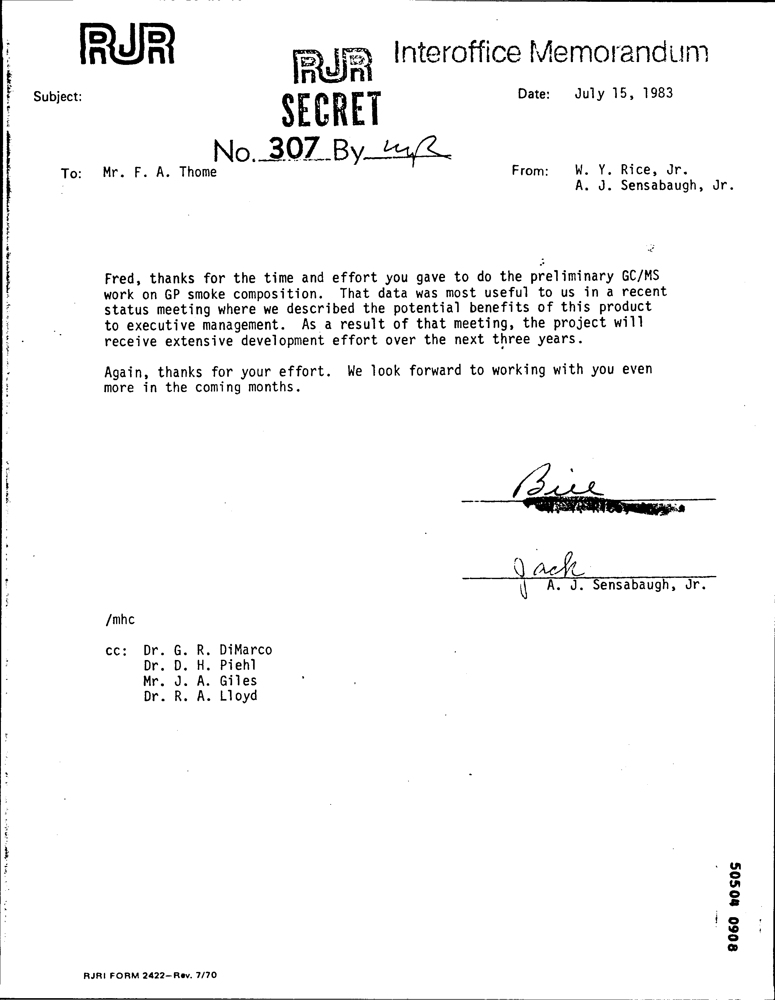 RJR
RJR
Interoffice Memorandum
Subject:
SECRET
Date: July 15, 1983
No. 307 By WYR
To: Mr. F. A. Thome
From: W. Y. Rice, Jr.
A. J. Sensabaugh, Jr.
Fred, thanks for the time and effort you gave to do the preliminary GC/MS
work on GP smoke composition. That data was most useful to us in a recent
status meeting where we described the potential benefits of this product
to executive management. As a result of that meeting, the project will
receive extensive development effort over the next three years.
Again, thanks for your effort. We look forward to working with you even
more in the coming months.
Bill
Jack
A. J. Sensabaugh, Jr.
/mhc
cc: Dr. G. R. DiMarco
Dr. D. H. Piehl
Mr. J. A. Giles
Dr. R. A. Lloyd
50504 0908
RJRI FORM 2422–Rev. 7/70